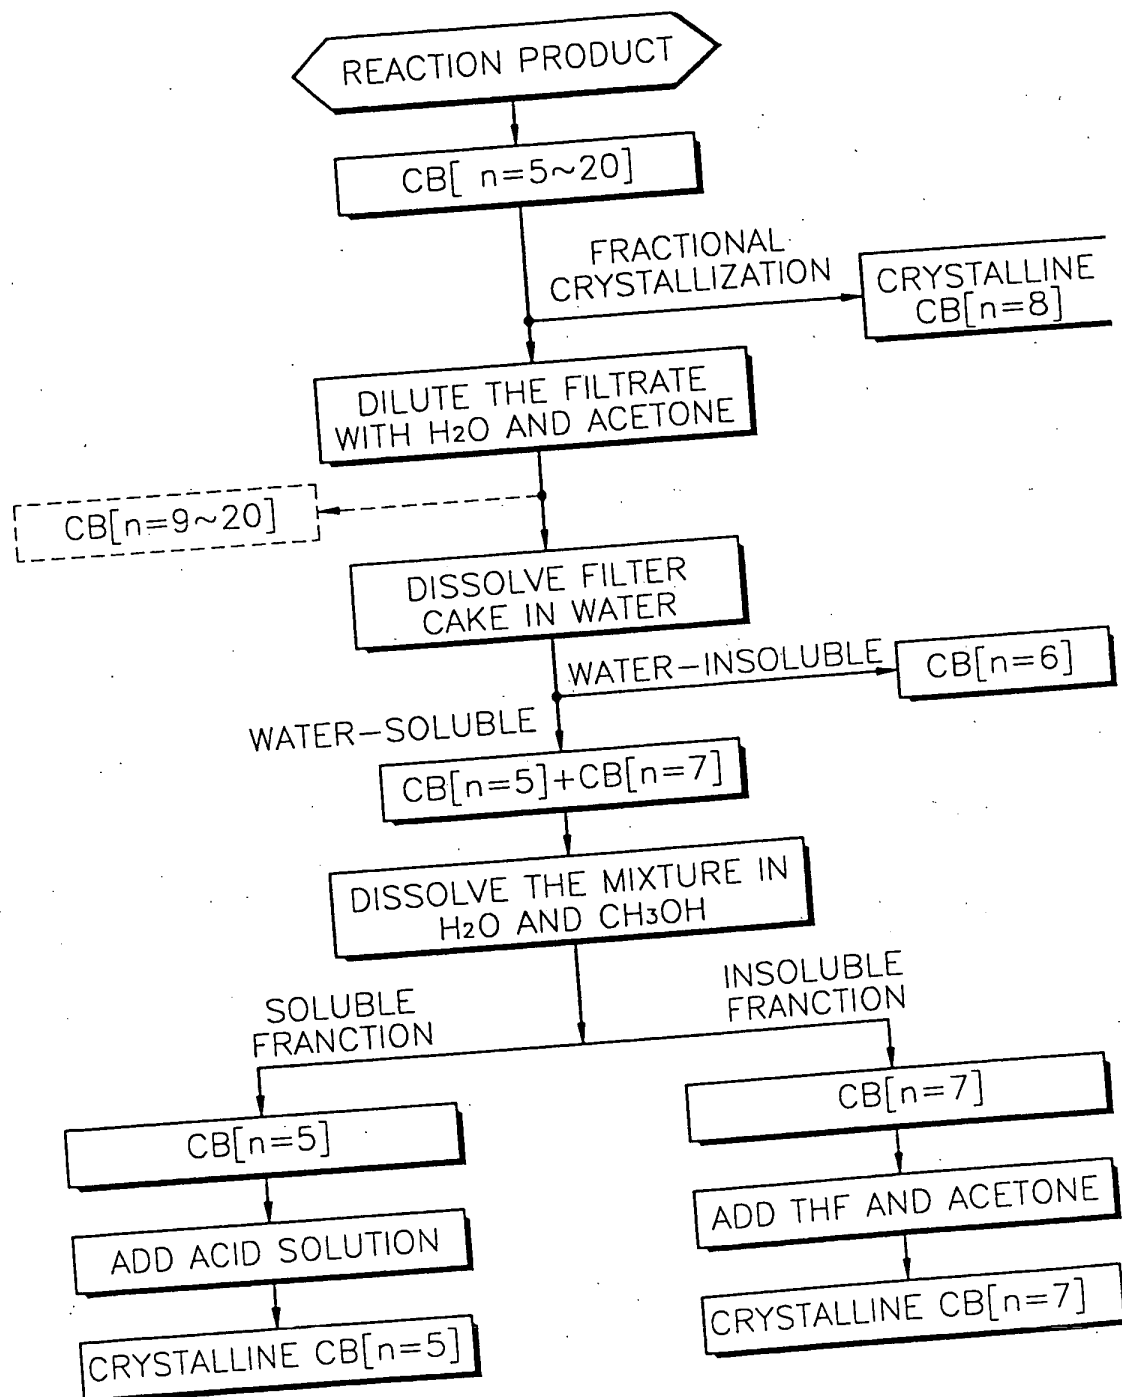 REACTION PRODUCT
CB[ n=5~20]
FRACTIONAL
CRYSTALLIZATION
CRYSTALLINE
CB[n=8]
DILUTE THE FILTRATE
WITH H2O AND ACETONE
CB[n=9~20]
DISSOLVE FILTER
CAKE IN WATER
WATER-INSOLUBLE
CB[n=6]
WATER-SOLUBLE
CB[n=5]+CB[n=7]
DISSOLVE THE MIXTURE IN
H2O AND CH3OH
SOLUBLE
FRANCTION
INSOLUBLE
FRANCTION
CB[n=5]
CB[n=7]
ADD ACID SOLUTION
ADD THF AND ACETONE
CRYSTALLINE CB[n=5]
CRYSTALLINE CB[n=7]